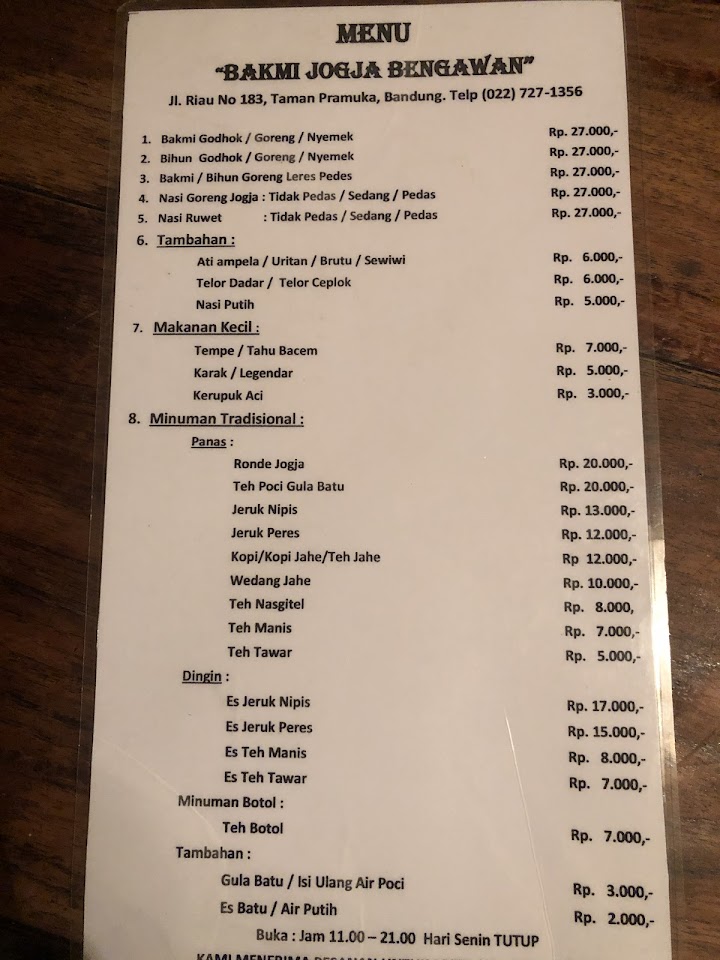 MENU
"BAKMI JOGJA BENGAWAN"
Jl. Riau No 183, Taman Pramuka, Bandung. Telp (022) 727-1356
1. Bakmi Godhok / Goreng / Nyemek Rp. 27.000,-
2. Bihun Godhok / Goreng / Nyemek Rp. 27.000,-
3. Bakmi / Bihun Goreng Leres Pedes Rp. 27.000,-
4. Nasi Goreng Jogja : Tidak Pedas / Sedang / Pedas Rp. 27.000,-
5. Nasi Ruwet : Tidak Pedas / Sedang / Pedas Rp. 27.000,-
6. Tambahan :
Ati ampela / Uritan / Brutu / Sewiwi Rp. 6.000,-
Telor Dadar / Telor Ceplok Rp. 6.000,-
Nasi Putih Rp. 5.000,-
7. Makanan Kecil :
Tempe / Tahu Bacem Rp. 7.000,-
Karak / Legendar Rp. 5.000,-
Kerupuk Aci Rp. 3.000,-
8. Minuman Tradisional :
Panas :
Ronde Jogja Rp. 20.000,-
Teh Poci Gula Batu Rp. 20.000,-
Jeruk Nipis Rp. 13.000,-
Jeruk Peres Rp. 12.000,-
Kopi/Kopi Jahe/Teh Jahe Rp 12.000,-
Wedang Jahe Rp. 10.000,-
Teh Nasgitel Rp. 8.000,
Teh Manis Rp. 7.000,-
Teh Tawar Rp. 5.000,-
Dingin :
Es Jeruk Nipis Rp. 17.000,-
Es Jeruk Peres Rp. 15.000,-
Es Teh Manis Rp. 8.000,-
Es Teh Tawar Rp. 7.000,-
Minuman Botol :
Teh Botol Rp. 7.000,-
Tambahan :
Gula Batu / Isi Ulang Air Poci Rp. 3.000,-
Es Batu / Air Putih Rp. 2.000,-
Buka : Jam 11.00 – 21.00 Hari Senin TUTUP
KAMI MENERIMA PESANAN